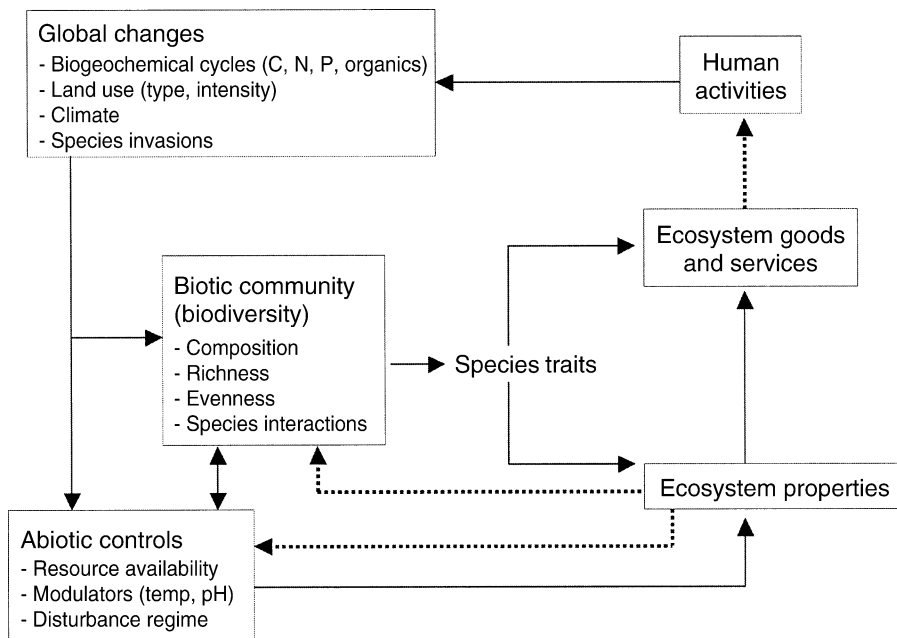 Global changes
- Biogeochemical cycles (C, N, P, organics)
- Land use (type, intensity)
- Climate
- Species invasions
Human
activities
Ecosystem goods
and services
Biotic community
(biodiversity)
- Composition
- Richness
- Evenness
- Species interactions
Species traits
Ecosystem properties
Abiotic controls
- Resource availability
- Modulators (temp, pH)
- Disturbance regime